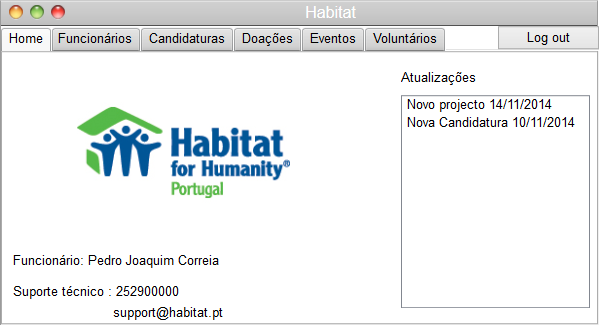 Habitat
Home Funcionários Candidaturas Doações Eventos Voluntários Log out
Atualizações
Novo projecto 14/11/2014
Nova Candidatura 10/11/2014
Habitat
for Humanity®
Portugal
Funcionário: Pedro Joaquim Correia
Suporte técnico : 252900000
support@habitat.pt